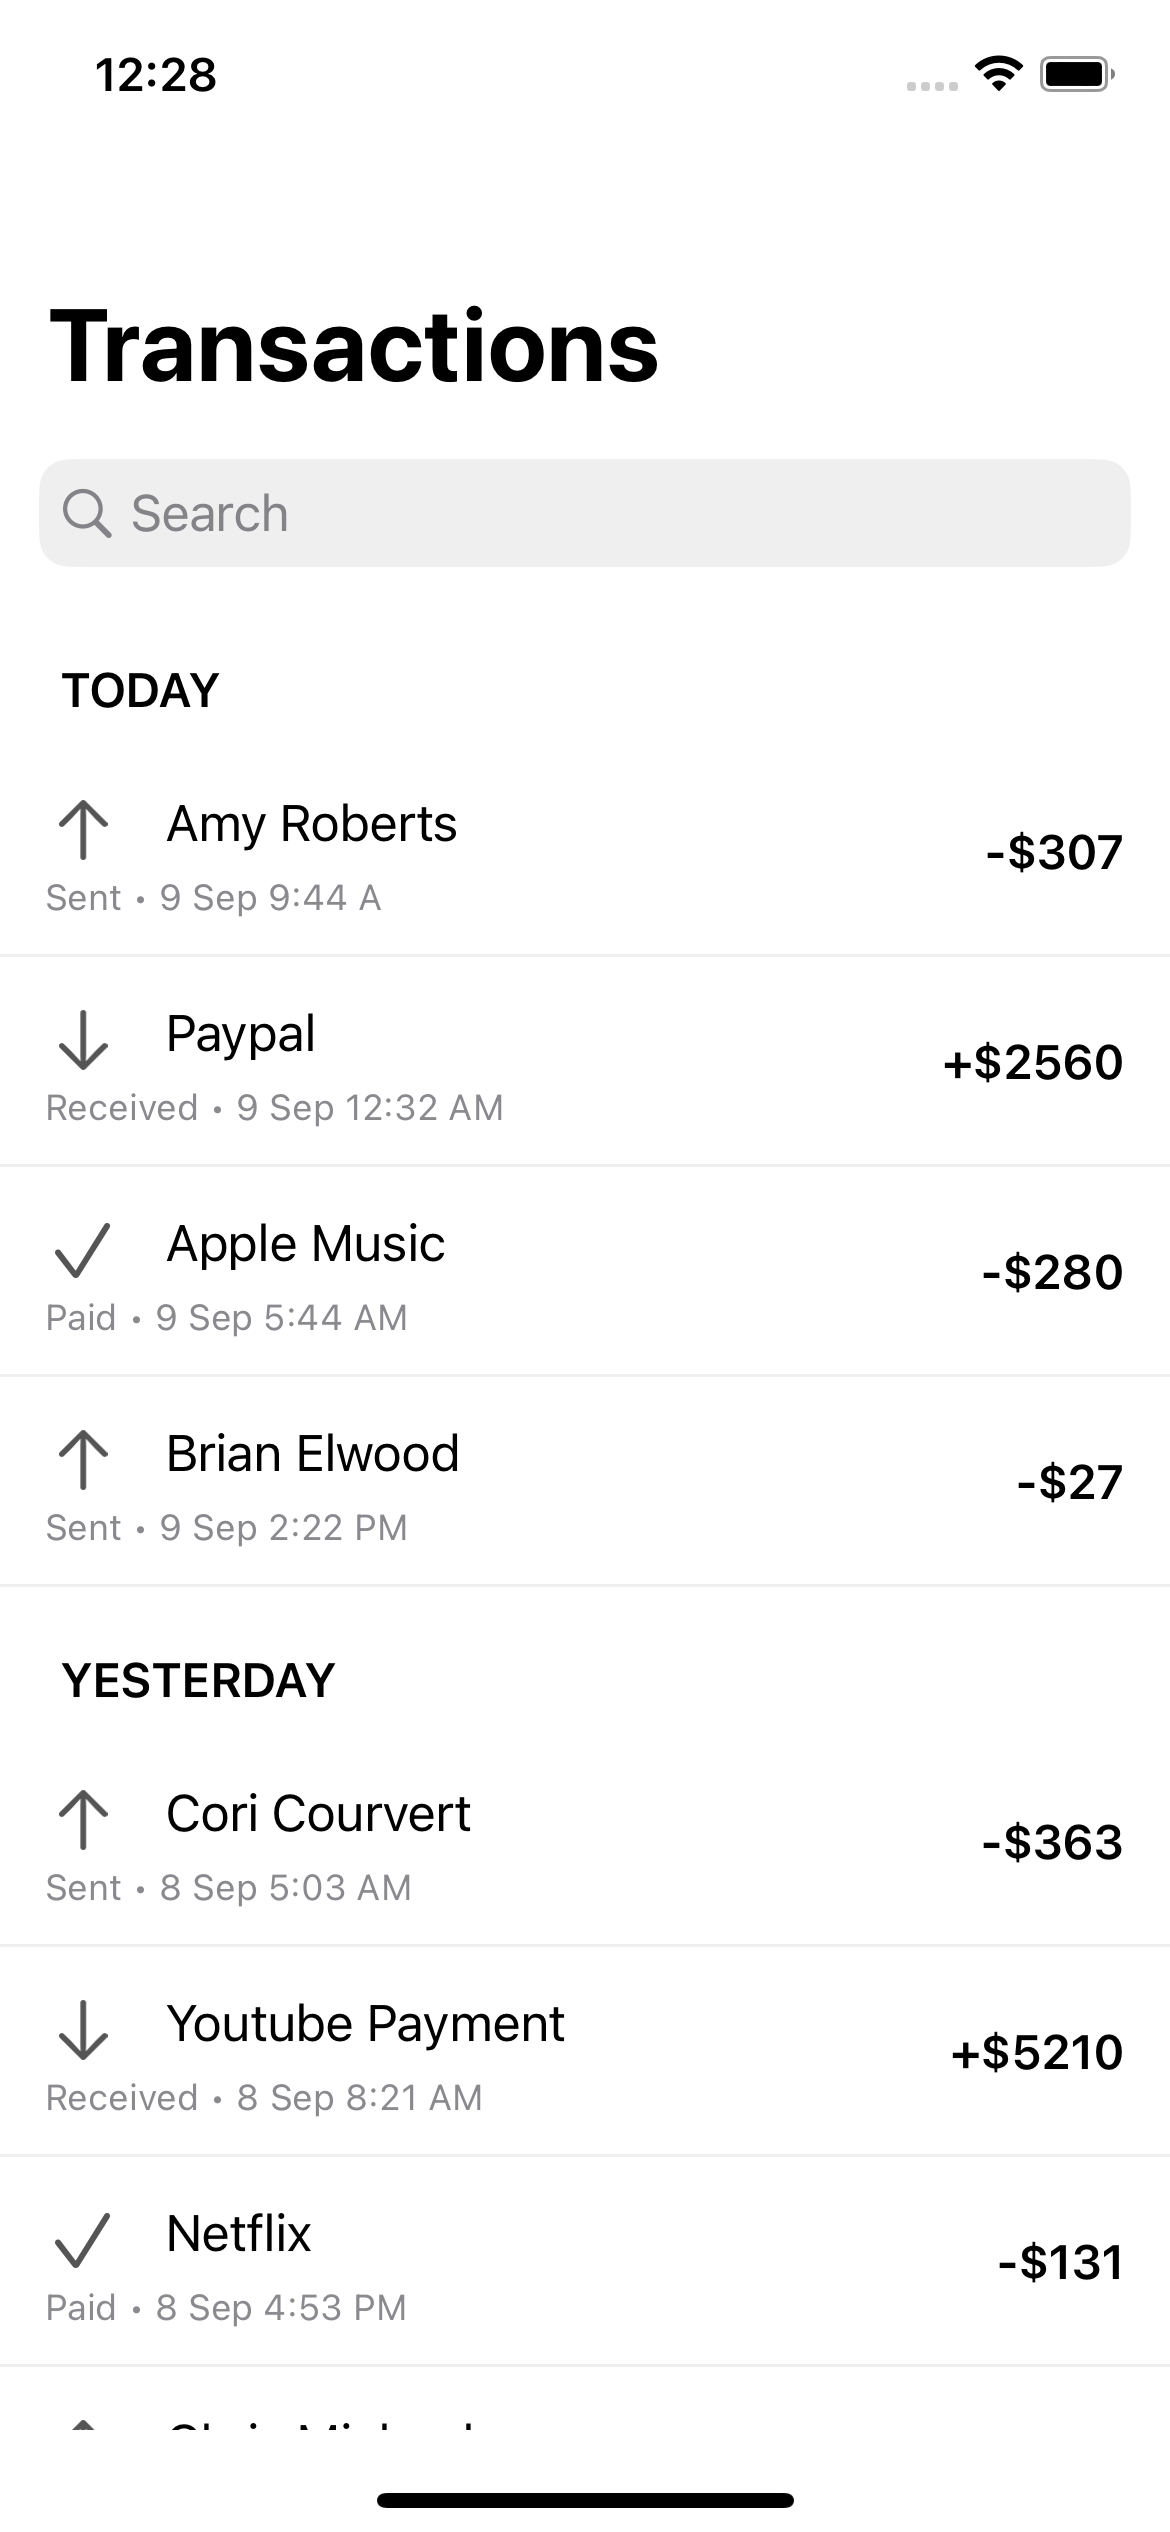 12:28
Transactions
Search
TODAY
Amy Roberts
-$307
Sent • 9 Sep 9:44 A
Paypal
+$2560
Received • 9 Sep 12:32 AM
Apple Music
-$280
Paid • 9 Sep 5:44 AM
Brian Elwood
-$27
Sent • 9 Sep 2:22 PM
YESTERDAY
Cori Courvert
-$363
Sent • 8 Sep 5:03 AM
Youtube Payment
+$5210
Received • 8 Sep 8:21 AM
Netflix
-$131
Paid • 8 Sep 4:53 PM